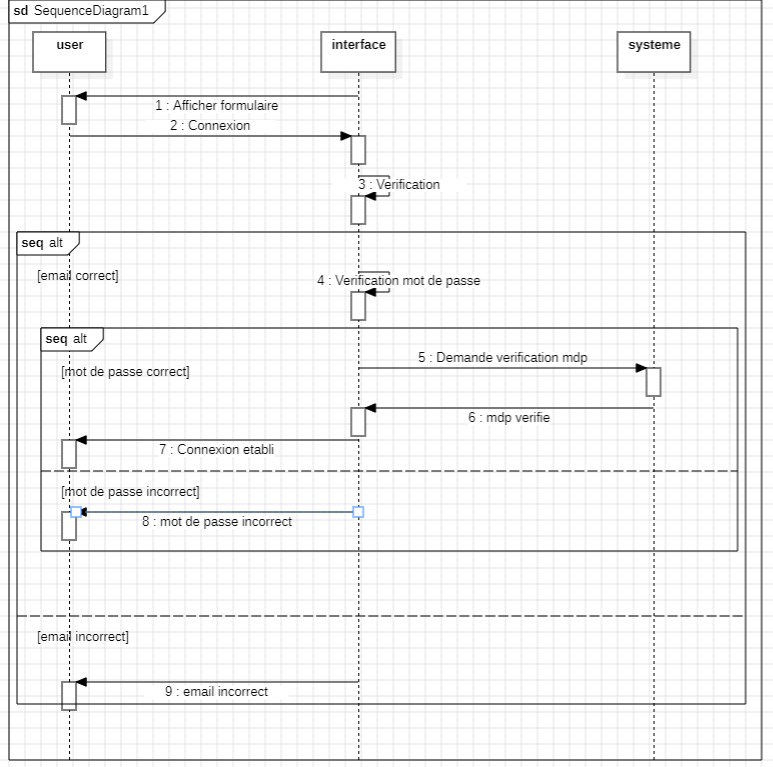 sd SequenceDiagram1
user
interface
systeme
1 : Afficher formulaire
2 : Connexion
3 : Verification
seq alt
[email correct]
4 : Verification mot de passe
seq alt
[mot de passe correct]
5 : Demande verification mdp
6 : mdp verifie
7 : Connexion etabli
[mot de passe incorrect]
8 : mot de passe incorrect
[email incorrect]
9 : email incorrect